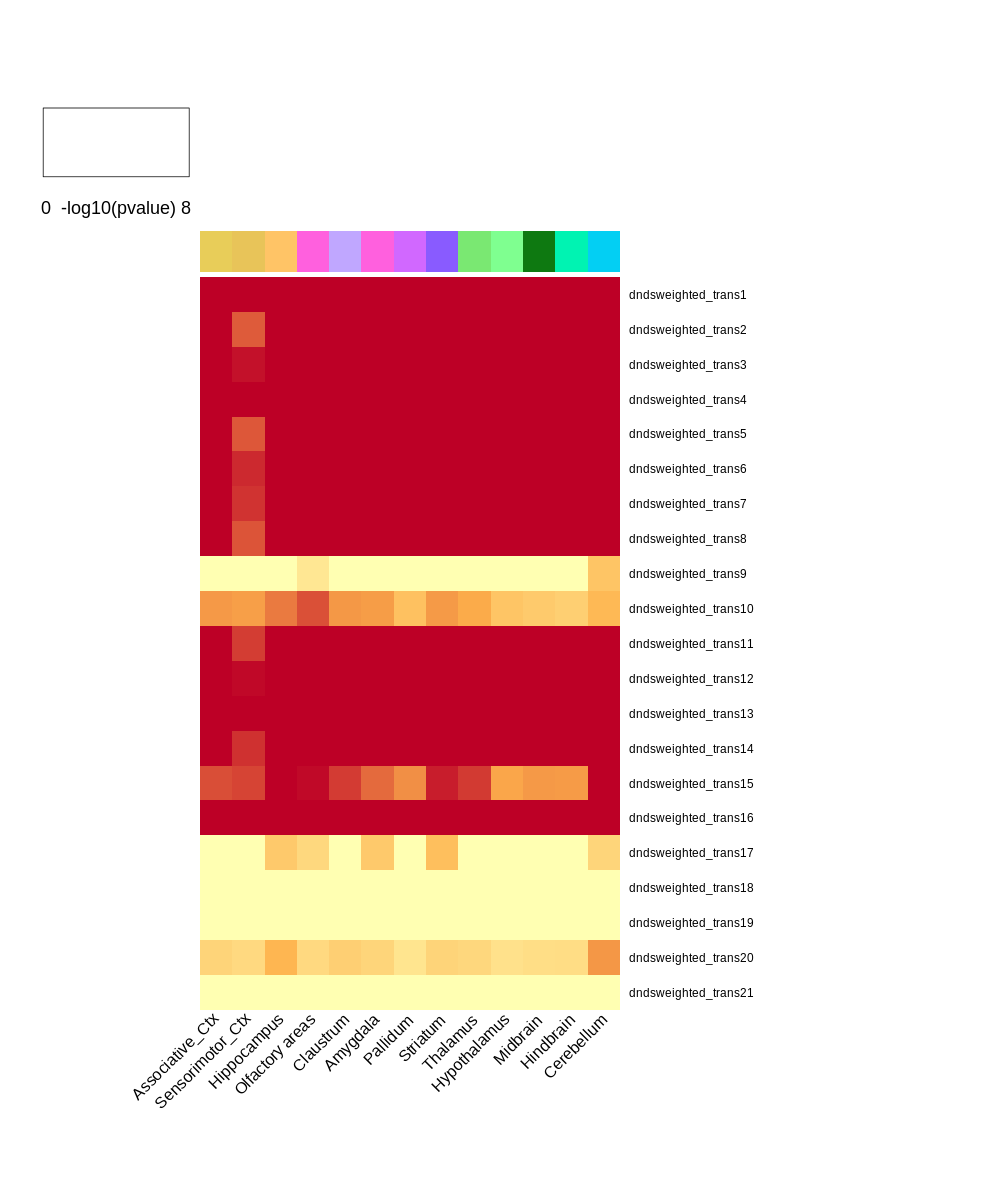 0 -log10(pvalue) 8
dndsweighted_trans1
dndsweighted_trans2
dndsweighted_trans3
dndsweighted_trans4
dndsweighted_trans5
dndsweighted_trans6
dndsweighted_trans7
dndsweighted_trans8
dndsweighted_trans9
dndsweighted_trans10
dndsweighted_trans11
dndsweighted_trans12
dndsweighted_trans13
dndsweighted_trans14
dndsweighted_trans15
dndsweighted_trans16
dndsweighted_trans17
dndsweighted_trans18
dndsweighted_trans19
dndsweighted_trans20
dndsweighted_trans21
Associative_Ctx
Sensorimotor_Ctx
Hippocampus
Olfactory areas
Claustrum
Amygdala
Pallidum
Striatum
Thalamus
Hypothalamus
Midbrain
Hindbrain
Cerebellum